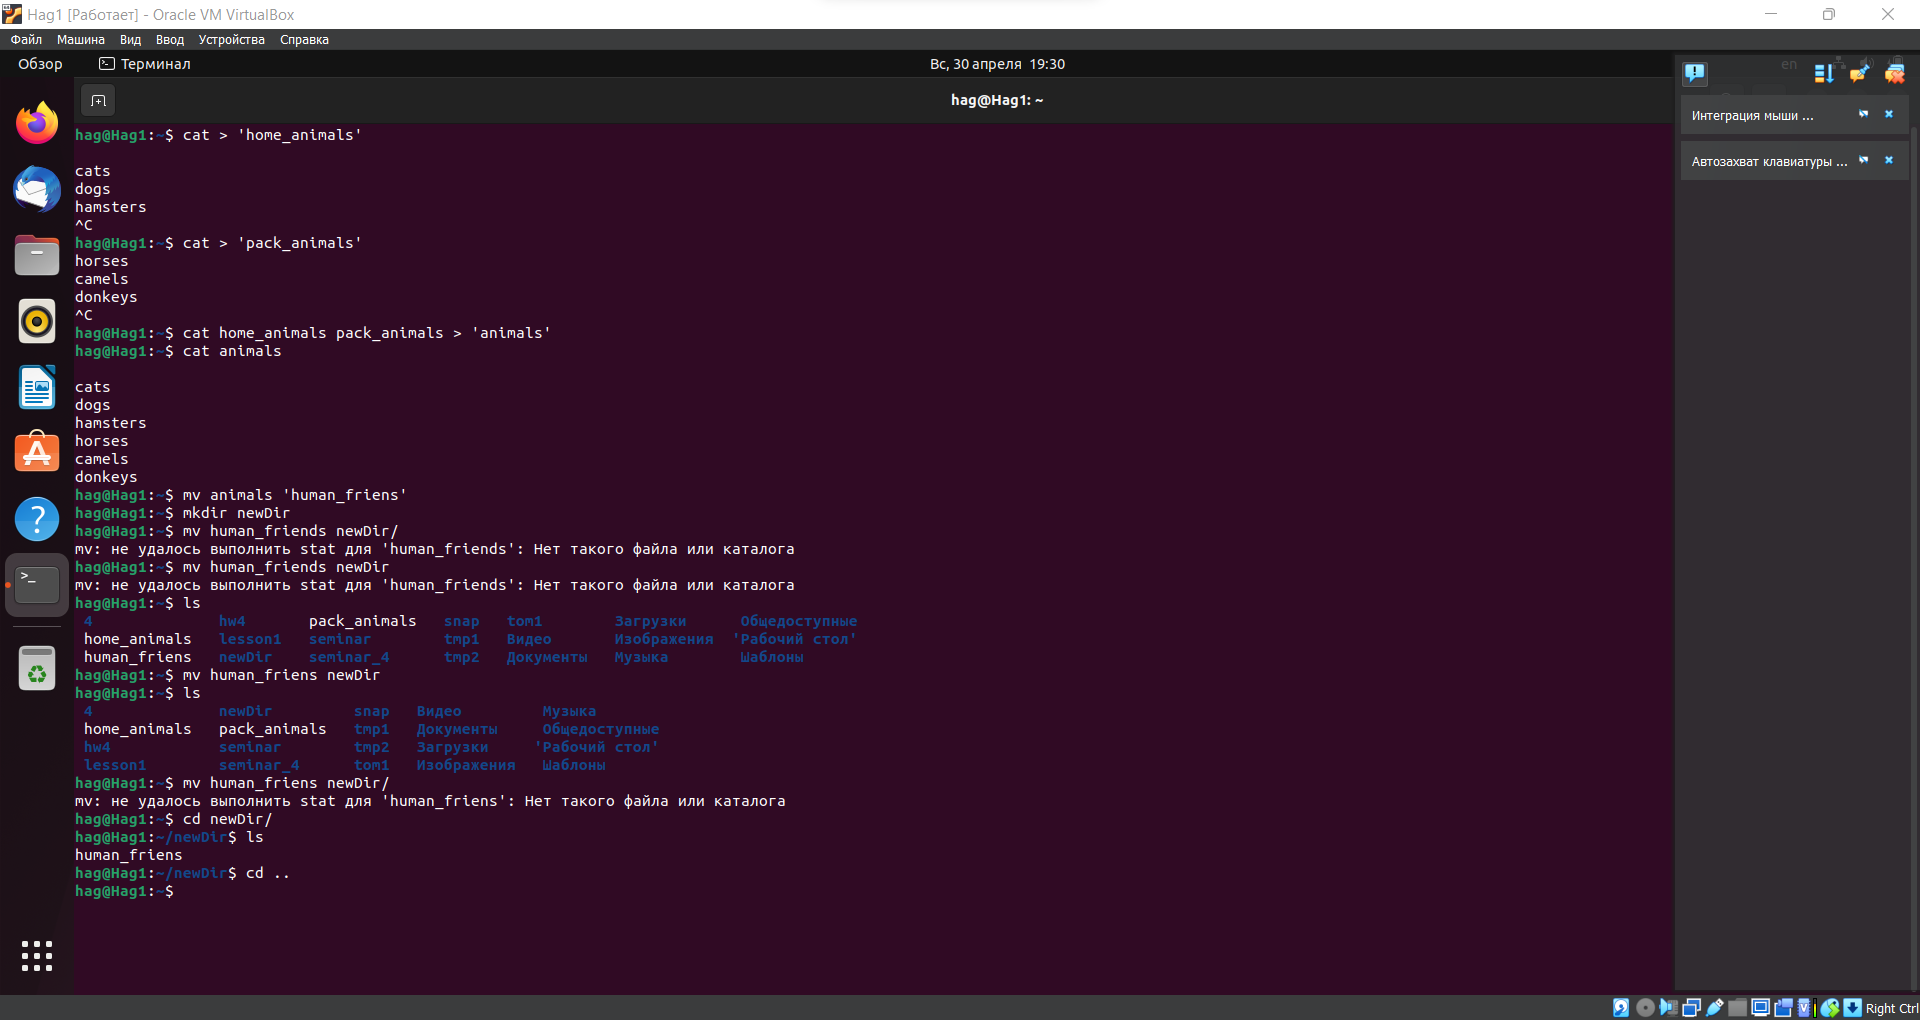 Hag1 [Работает] - Oracle VM VirtualBox
Файл Машина Вид Ввод Устройства Справка
Обзор Терминал Вс, 30 апреля 19:30 en
hag@Hag1: ~
Интеграция мыши ...
Автозахват клавиатуры ...
hag@Hag1:~$ cat > 'home_animals'
cats
dogs
hamsters
^C
hag@Hag1:~$ cat > 'pack_animals'
horses
camels
donkeys
^C
hag@Hag1:~$ cat home_animals pack_animals > 'animals'
hag@Hag1:~$ cat animals
cats
dogs
hamsters
horses
camels
donkeys
hag@Hag1:~$ mv animals 'human_friens'
hag@Hag1:~$ mkdir newDir
hag@Hag1:~$ mv human_friends newDir/
mv: не удалось выполнить stat для 'human_friends': Нет такого файла или каталога
hag@Hag1:~$ mv human_friends newDir
mv: не удалось выполнить stat для 'human_friends': Нет такого файла или каталога
hag@Hag1:~$ ls
4 hw4 pack_animals snap tom1 Загрузки Общедоступные
home_animals lesson1 seminar tmp1 Видео Изображения 'Рабочий стол'
human_friens newDir seminar_4 tmp2 Документы Музыка Шаблоны
hag@Hag1:~$ mv human_friens newDir
hag@Hag1:~$ ls
4 newDir snap Видео Музыка
home_animals pack_animals tmp1 Документы Общедоступные
hw4 seminar tmp2 Загрузки 'Рабочий стол'
lesson1 seminar_4 tom1 Изображения Шаблоны
hag@Hag1:~$ mv human_friens newDir/
mv: не удалось выполнить stat для 'human_friens': Нет такого файла или каталога
hag@Hag1:~$ cd newDir/
hag@Hag1:~/newDir$ ls
human_friens
hag@Hag1:~/newDir$ cd ..
hag@Hag1:~$
Right Ctrl